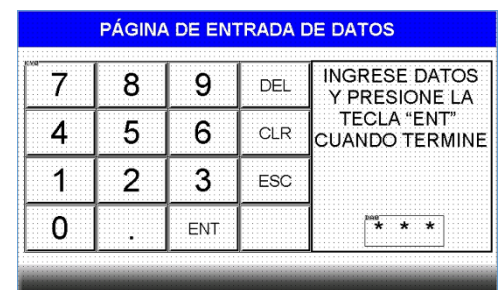 PÁGINA DE ENTRADA DE DATOS
7 8 9 DEL
4 5 6 CLR
1 2 3 ESC
0 . ENT
INGRESE DATOS
Y PRESIONE LA
TECLA “ENT”
CUANDO TERMINE
* * *